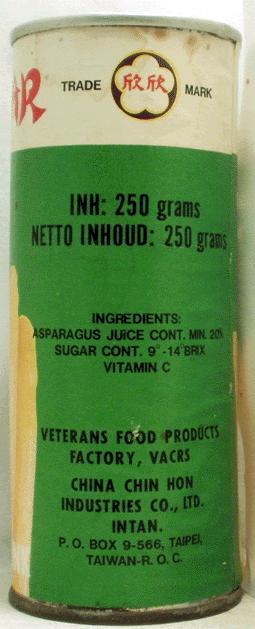 欣
TRADE 欣欣 MARK
INH: 250 grams
NETTO INHOUD: 250 grams
INGREDIENTS:
ASPARAGUS JUICE CONT. MIN. 20%
SUGAR CONT. 9°-14°BRIX
VITAMIN C
VETERANS FOOD PRODUCTS
FACTORY, VACRS
CHINA CHIN HON
INDUSTRIES CO., LTD.
INTAN.
P. O. BOX 9-566, TAIPEI,
TAIWAN-R. O. C.